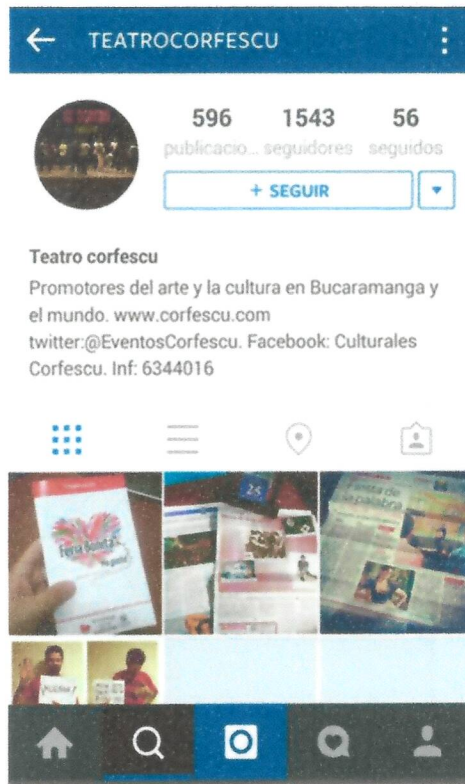 TEATROCORFESCU
596 1543 56
publicacio... seguidores seguidos
+ SEGUIR
Teatro corfescu
Promotores del arte y la cultura en Bucaramanga y
el mundo. www.corfescu.com
twitter:@EventosCorfescu. Facebook: Culturales
Corfescu. Inf: 6344016
Feria Bonita